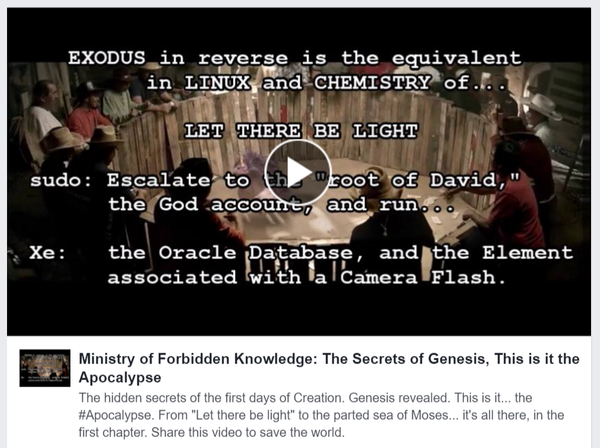 EXODUS in reverse is the equivalent
in LINUX and CHEMISTRY of...
LET THERE BE LIGHT
sudo: Escalate to the "root of David,"
the God account, and run...
Xe: the Oracle Database, and the Element
associated with a Camera Flash.
Ministry of Forbidden Knowledge: The Secrets of Genesis, This is it the
Apocalypse
The hidden secrets of the first days of Creation. Genesis revealed. This is it... the
#Apocalypse. From "Let there be light" to the parted sea of Moses... it's all there, in the
first chapter. Share this video to save the world.